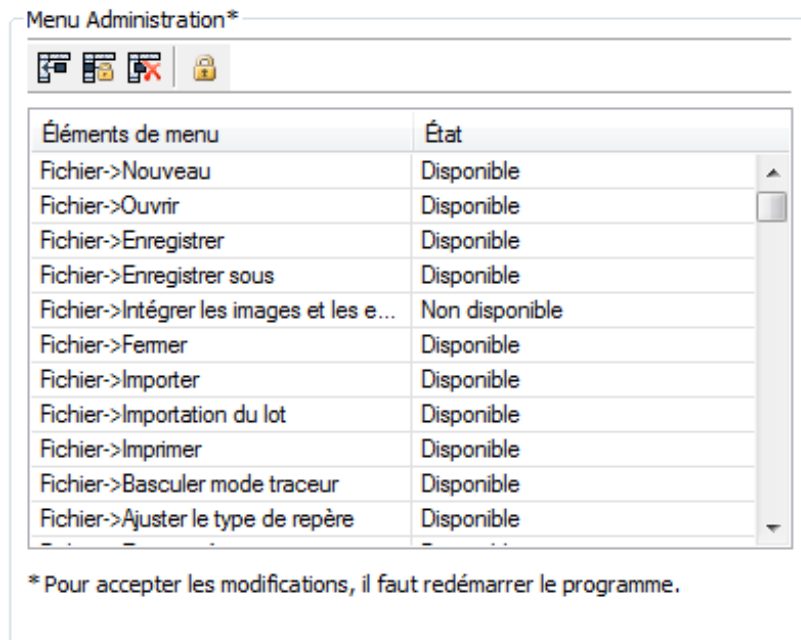 Menu Administration*
Éléments de menu État
Fichier->Nouveau Disponible
Fichier->Ouvrir Disponible
Fichier->Enregistrer Disponible
Fichier->Enregistrer sous Disponible
Fichier->Intégrer les images et les e... Non disponible
Fichier->Fermer Disponible
Fichier->Importer Disponible
Fichier->Importation du lot Disponible
Fichier->Imprimer Disponible
Fichier->Basculer mode traceur Disponible
Fichier->Ajuster le type de repère Disponible
* Pour accepter les modifications, il faut redémarrer le programme.